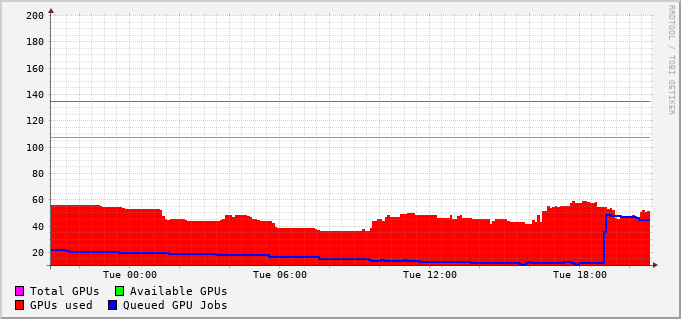 200
180
160
140
120
100
80
60
40
20
Tue 00:00 Tue 06:00 Tue 12:00 Tue 18:00
Total GPUs Available GPUs
GPUs used Queued GPU Jobs
RRDTOOL / TOBI OETIKER